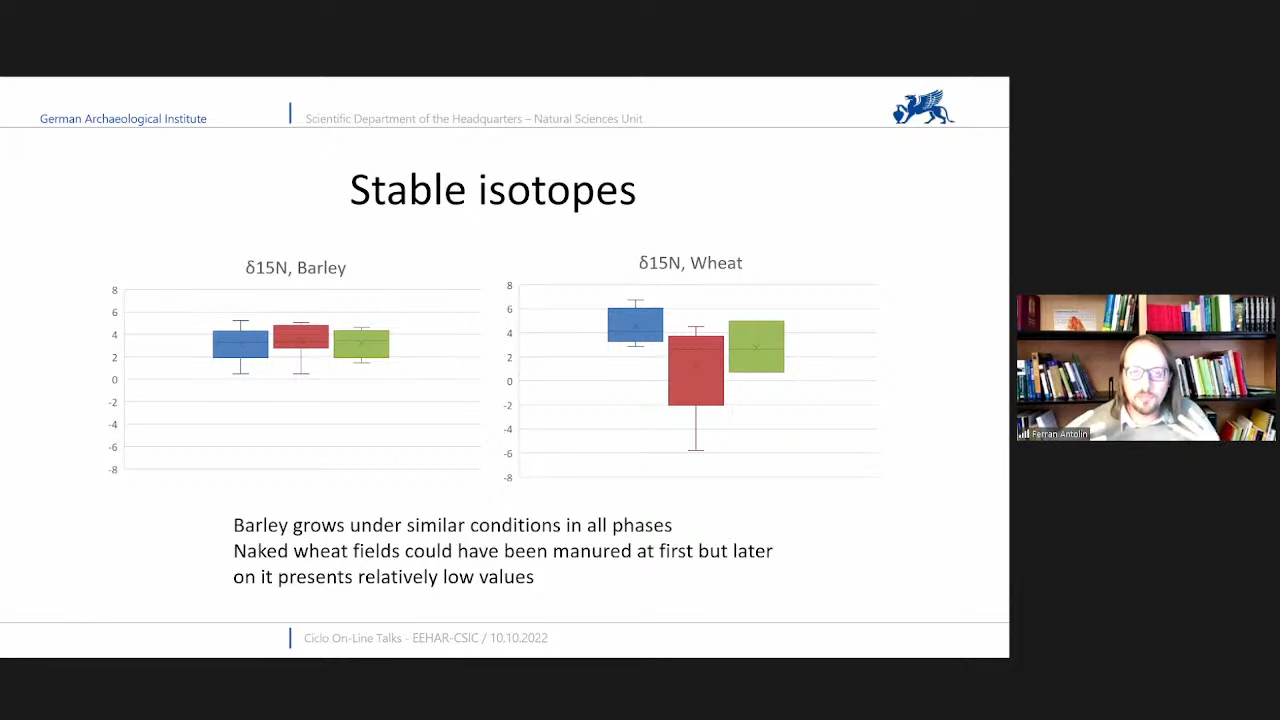 German Archaeological Institute
Scientific Department of the Headquarters – Natural Sciences Unit
Stable isotopes
δ15N, Barley
8
6
4
2
0
-2
-4
-6
-8
δ15N, Wheat
8
6
4
2
0
-2
-4
-6
-8
Barley grows under similar conditions in all phases
Naked wheat fields could have been manured at first but later
on it presents relatively low values
Ciclo On-Line Talks - EEHAR-CSIC / 10.10.2022
Ferran Antolin